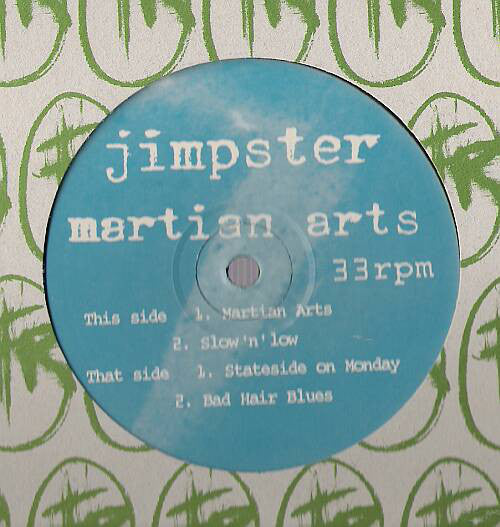 jimpster
martian arts
33rpm
This side 1. Martian Arts
2. Slow'n'low
That side 1. Stateside on Monday
2. Bad Hair Blues